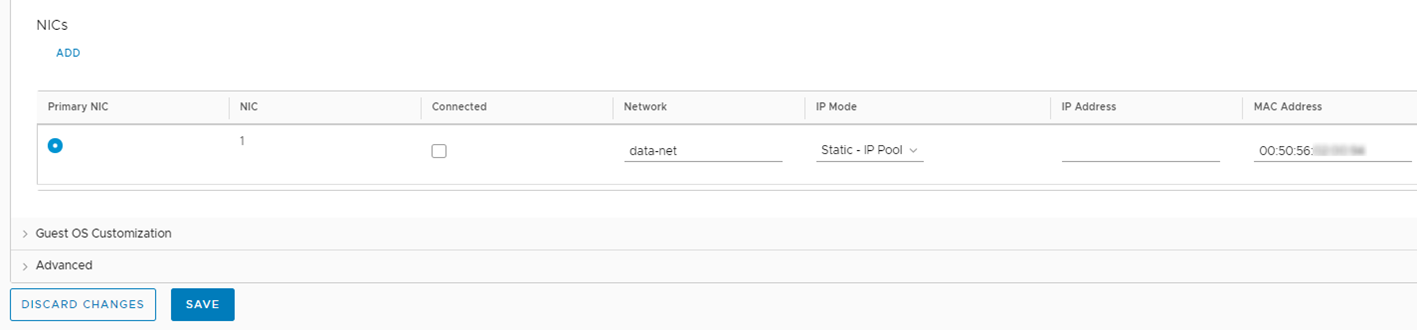 NICs
ADD
Primary NIC NIC Connected Network IP Mode IP Address MAC Address
1 data-net Static - IP Pool 00:50:56:
Guest OS Customization
Advanced
DISCARD CHANGES SAVE